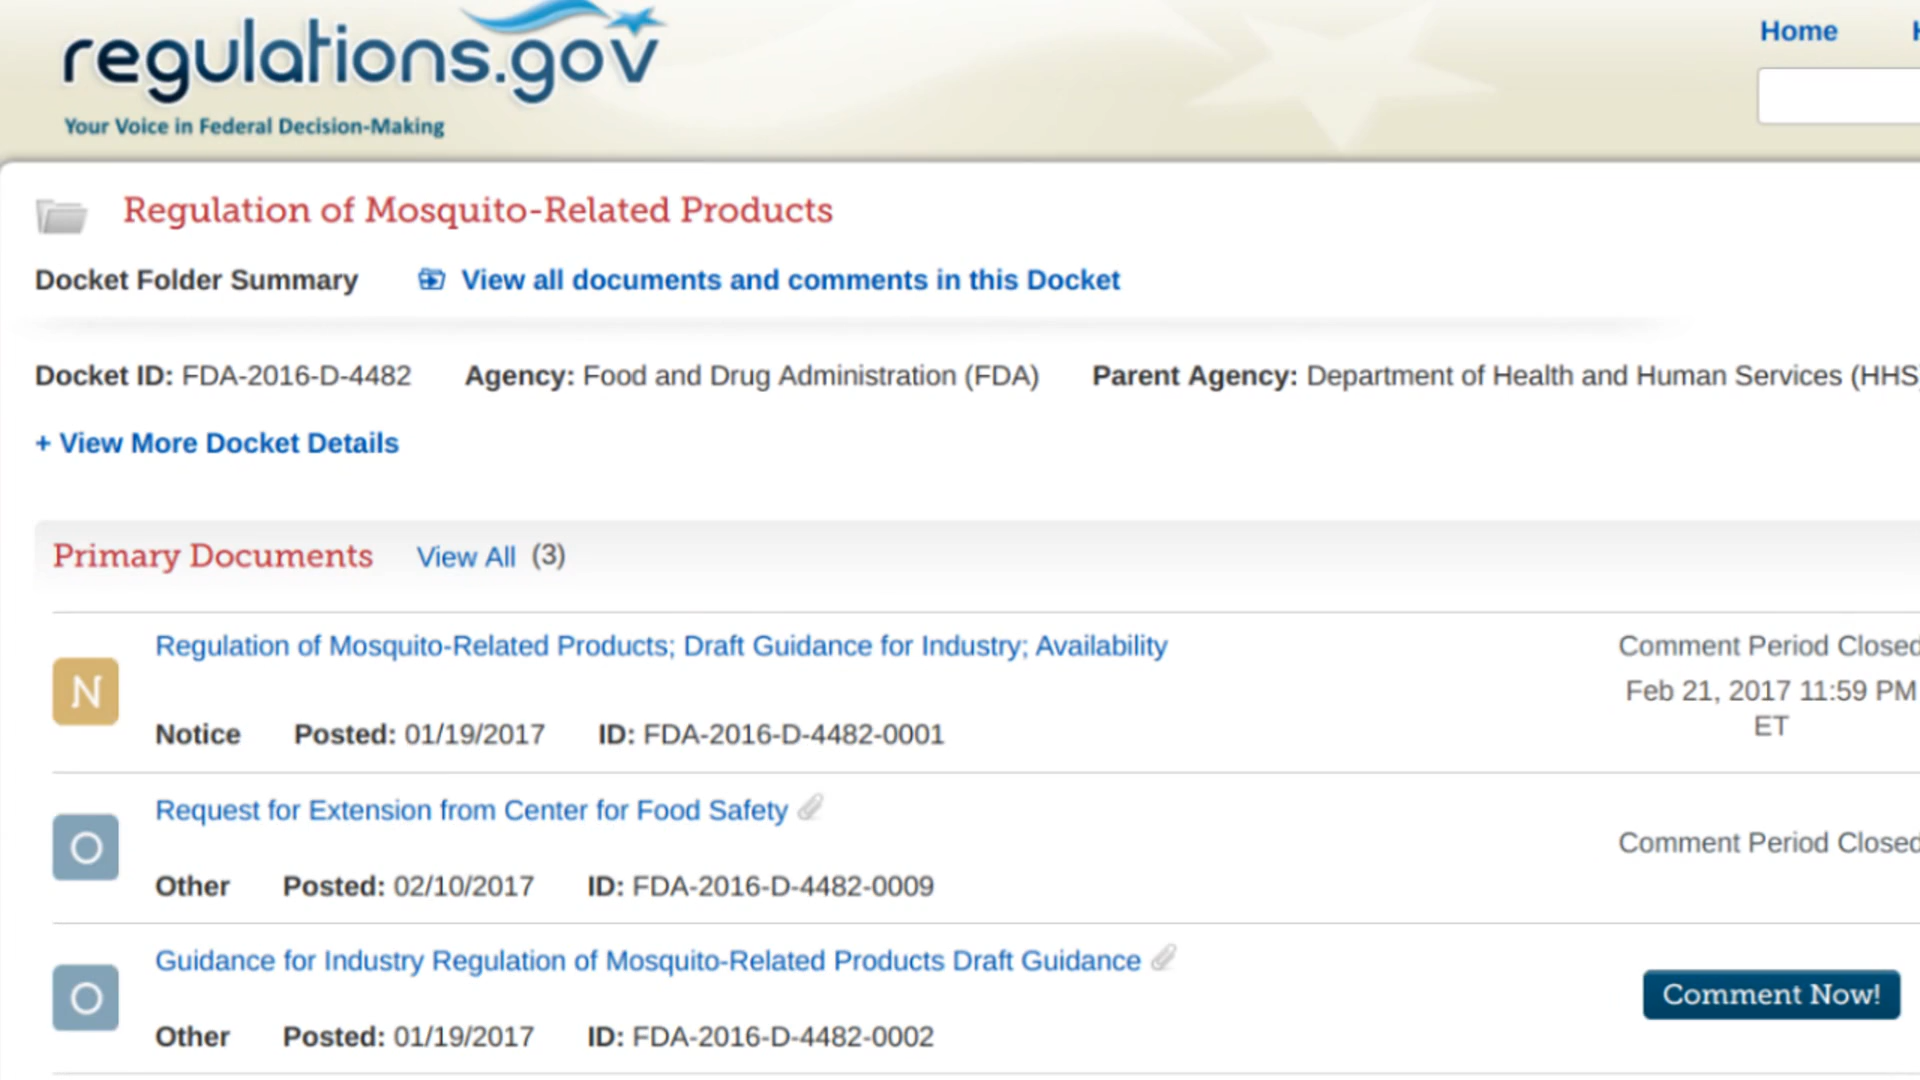 regulations.gov
Your Voice in Federal Decision-Making
Home
Regulation of Mosquito-Related Products
Docket Folder Summary View all documents and comments in this Docket
Docket ID: FDA-2016-D-4482 Agency: Food and Drug Administration (FDA) Parent Agency: Department of Health and Human Services (HHS)
+ View More Docket Details
Primary Documents View All (3)
Regulation of Mosquito-Related Products; Draft Guidance for Industry; Availability
Comment Period Closed
Feb 21, 2017 11:59 PM
ET
N
Notice Posted: 01/19/2017 ID: FDA-2016-D-4482-0001
Request for Extension from Center for Food Safety
Comment Period Closed
O
Other Posted: 02/10/2017 ID: FDA-2016-D-4482-0009
Guidance for Industry Regulation of Mosquito-Related Products Draft Guidance
Comment Now!
O
Other Posted: 01/19/2017 ID: FDA-2016-D-4482-0002